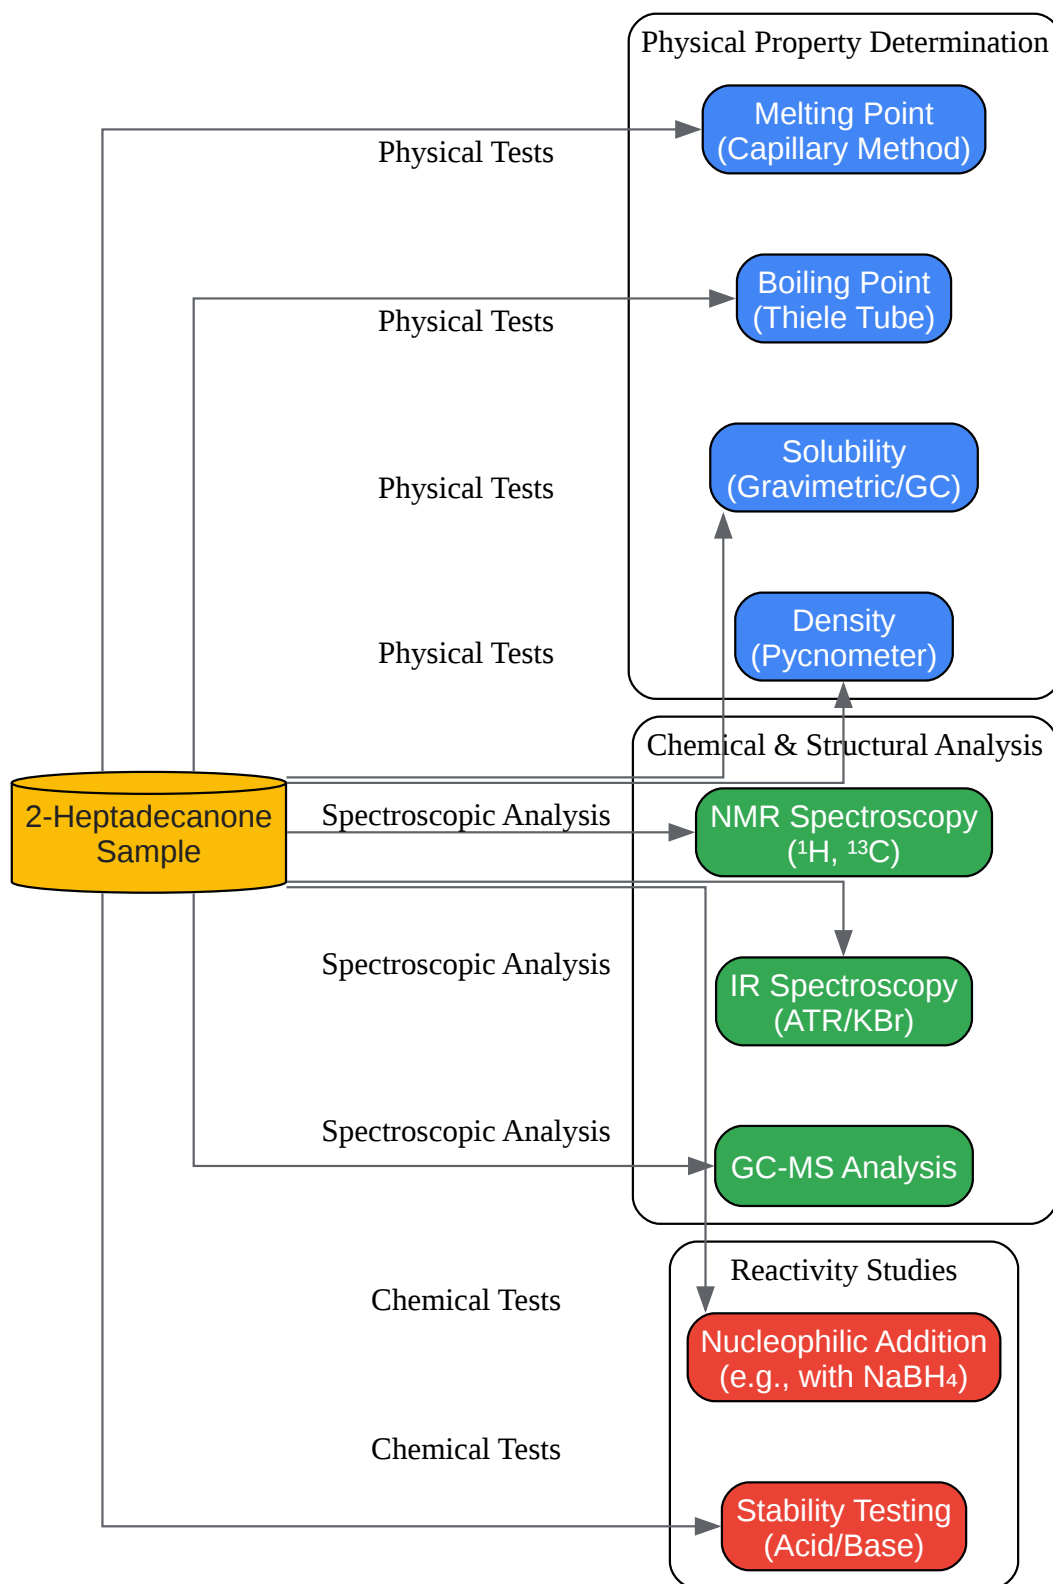 Physical Property Determination
Melting Point
(Capillary Method)
Physical Tests
Boiling Point
(Thiele Tube)
Physical Tests
Solubility
(Gravimetric/GC)
Physical Tests
Density
(Pycnometer)
Physical Tests
Chemical & Structural Analysis
2-Heptadecanone
Sample
Spectroscopic Analysis
NMR Spectroscopy
(¹H, ¹³C)
Spectroscopic Analysis
IR Spectroscopy
(ATR/KBr)
Spectroscopic Analysis
GC-MS Analysis
Reactivity Studies
Chemical Tests
Nucleophilic Addition
(e.g., with NaBH₄)
Chemical Tests
Stability Testing
(Acid/Base)